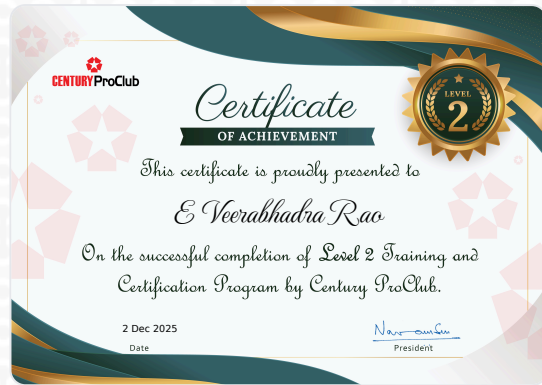 CENTURY ProClub
LEVEL
2
Certificate
OF ACHIEVEMENT
This certificate is proudly presented to
E Veerabhadra Rao
On the successful completion of Level 2 Training and
Certification Program by Century ProClub.
2 Dec 2025
Date
President